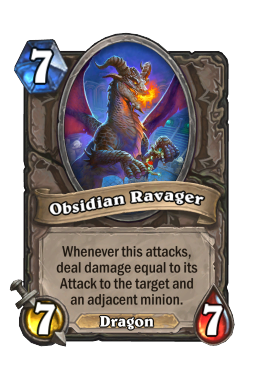 7
Obsidian Ravager
Whenever this attacks,
deal damage equal to its
Attack to the target and
an adjacent minion.
7
Dragon
7